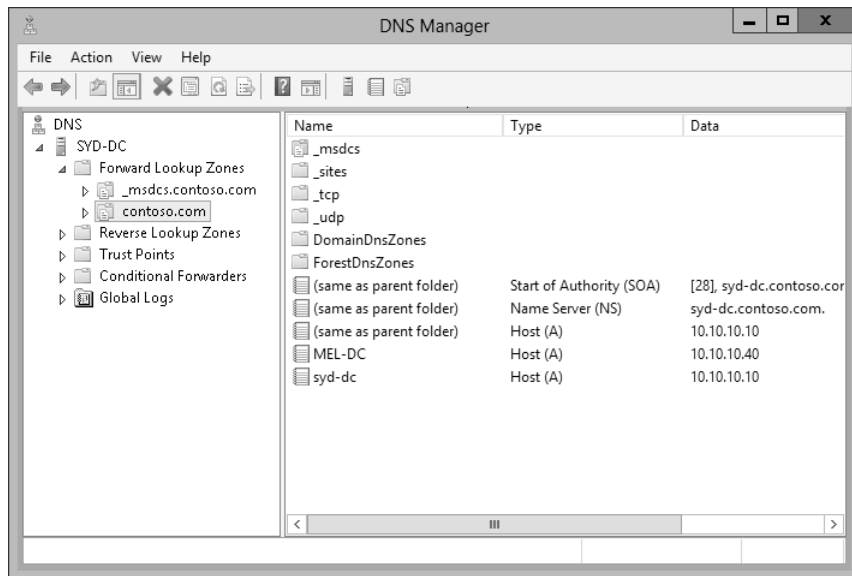 DNS Manager
File Action View Help
DNS
SYD-DC
Forward Lookup Zones
_msdcs.contoso.com
contoso.com
Reverse Lookup Zones
Trust Points
Conditional Forwarders
Global Logs
Name Type Data
_msdcs
_sites
_tcp
_udp
DomainDnsZones
ForestDnsZones
(same as parent folder) Start of Authority (SOA) [28], syd-dc.contoso.cor
(same as parent folder) Name Server (NS) syd-dc.contoso.com.
(same as parent folder) Host (A) 10.10.10.10
MEL-DC Host (A) 10.10.10.40
syd-dc Host (A) 10.10.10.10